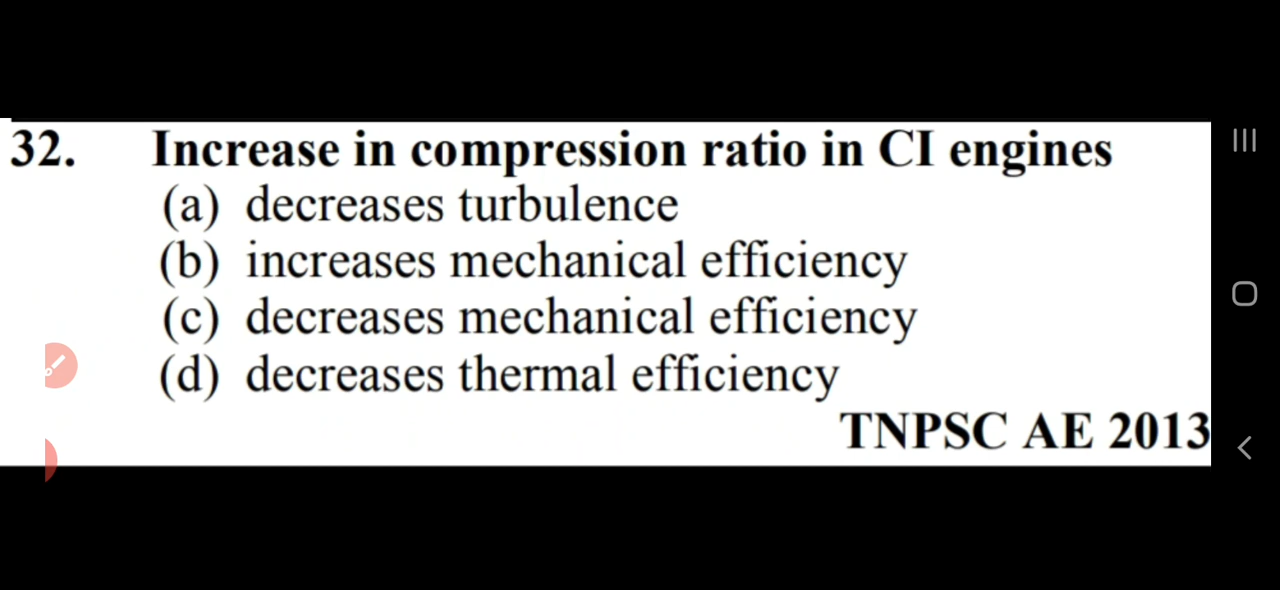 32. Increase in compression ratio in CI engines
(a) decreases turbulence
(b) increases mechanical efficiency
(c) decreases mechanical efficiency
(d) decreases thermal efficiency
TNPSC AE 2013